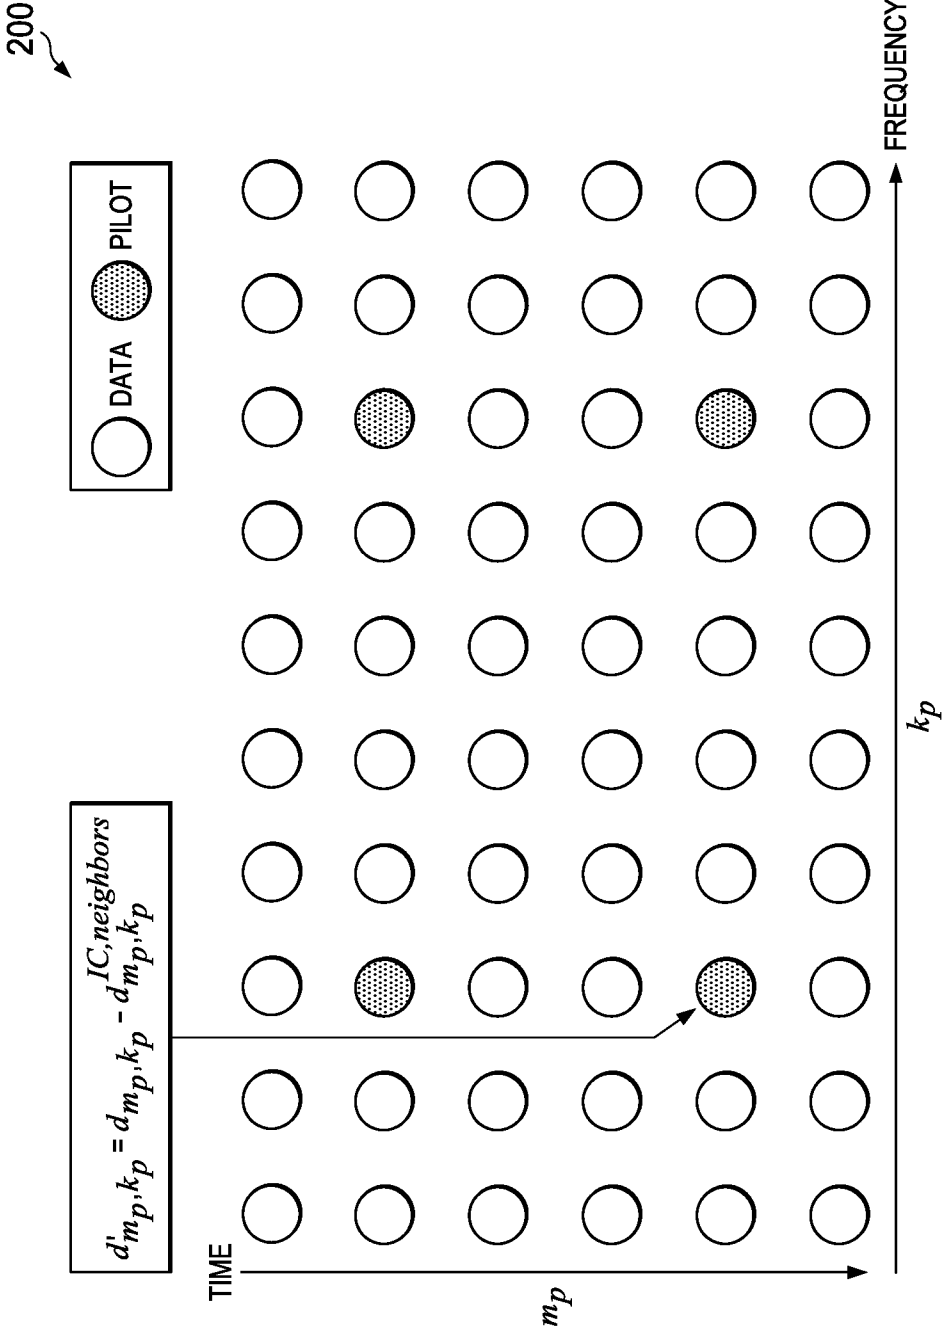 200
d'm_p,k_p = d_m_p,k_p - d^IC,neighbors_m_p,k_p
DATA PILOT
TIME
m_p
k_p
FREQUENCY